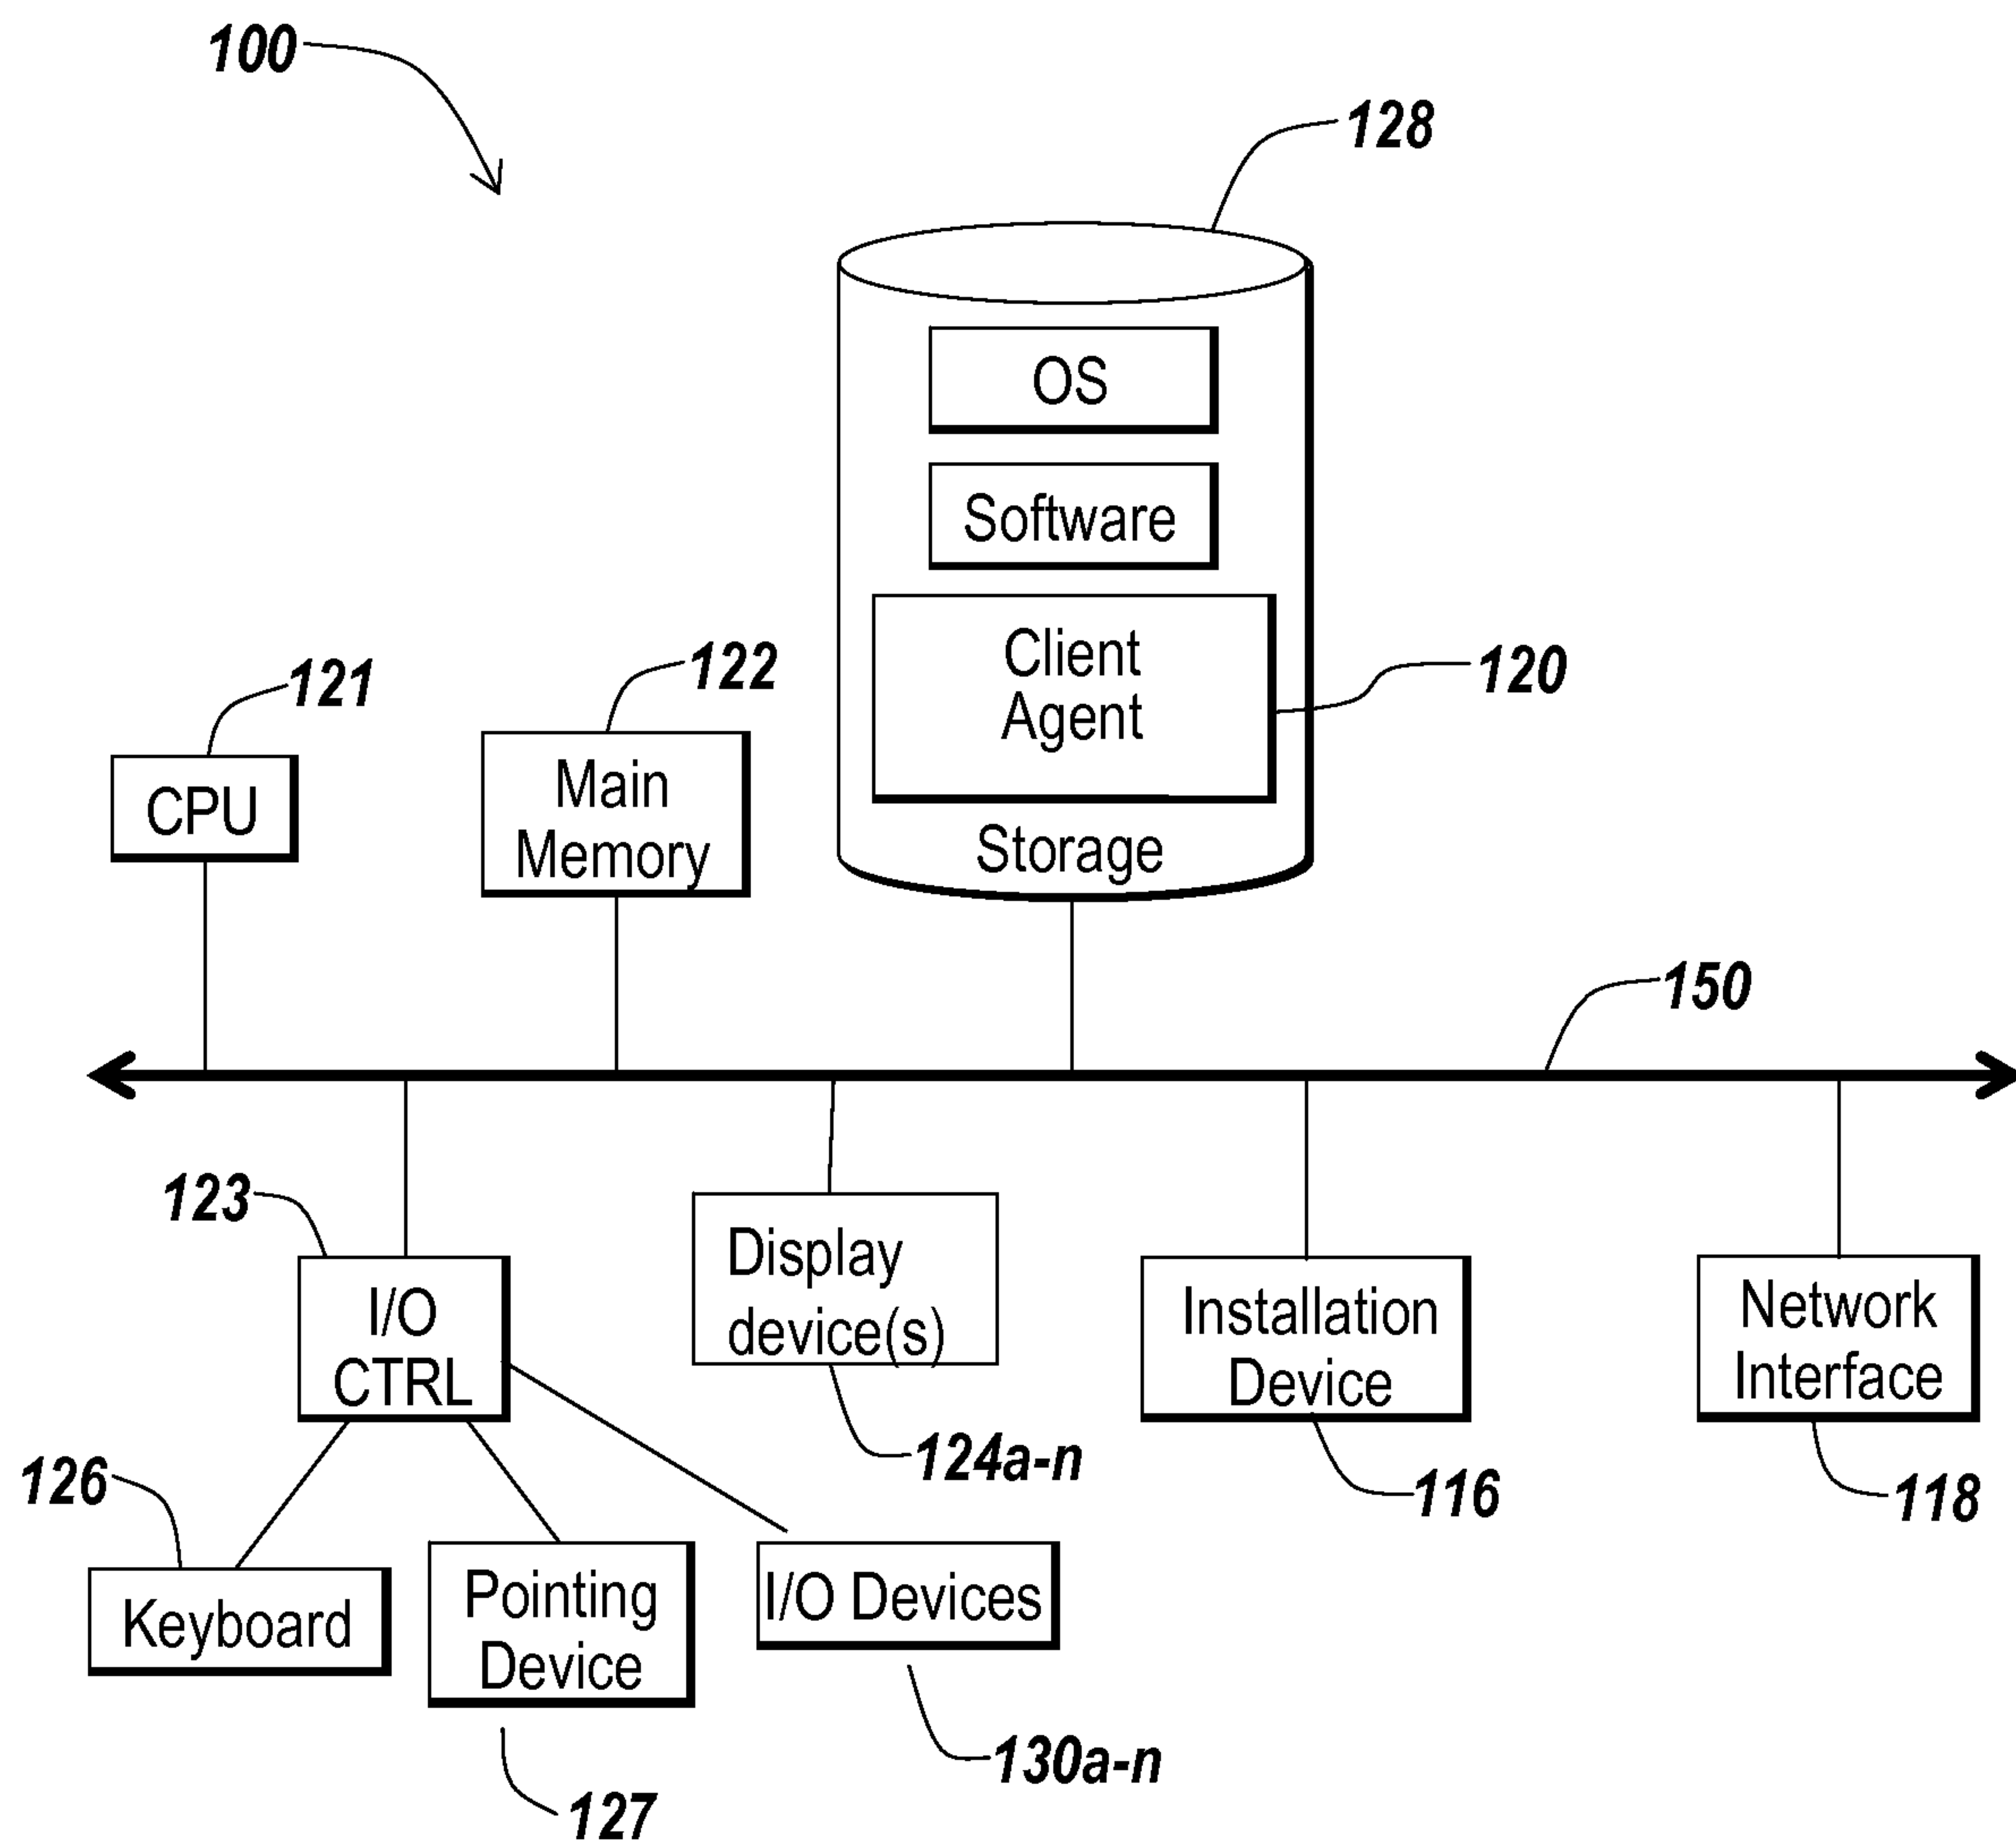 100
128
OS
Software
Client
Agent
120
Storage
121
CPU
122
Main
Memory
150
123
I/O
CTRL
Display
device(s)
124a-n
Installation
Device
116
Network
Interface
118
126
Keyboard
Pointing
Device
127
I/O Devices
130a-n